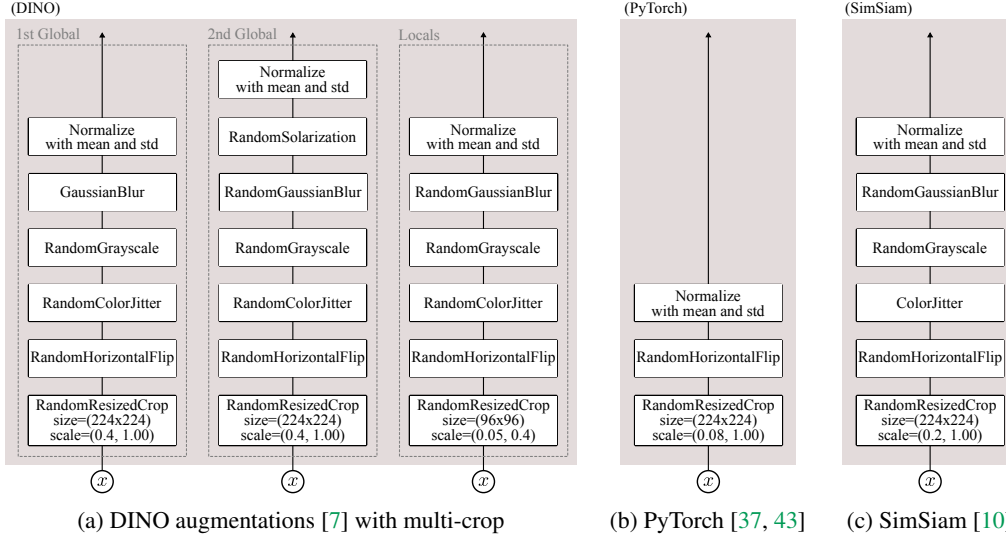 (DINO)
1st Global
Normalize
with mean and std
GaussianBlur
RandomGrayscale
RandomColorJitter
RandomHorizontalFlip
RandomResizedCrop
size=(224x224)
scale=(0.4, 1.00)
x
2nd Global
Normalize
with mean and std
RandomSolarization
RandomGaussianBlur
RandomGrayscale
RandomColorJitter
RandomHorizontalFlip
RandomResizedCrop
size=(224x224)
scale=(0.4, 1.00)
x
Locals
Normalize
with mean and std
RandomGaussianBlur
RandomGrayscale
RandomColorJitter
RandomHorizontalFlip
RandomResizedCrop
size=(96x96)
scale=(0.05, 0.4)
x
(a) DINO augmentations [7] with multi-crop
(PyTorch)
Normalize
with mean and std
RandomHorizontalFlip
RandomResizedCrop
size=(224x224)
scale=(0.08, 1.00)
x
(b) PyTorch [37, 43]
(SimSiam)
Normalize
with mean and std
RandomGaussianBlur
RandomGrayscale
ColorJitter
RandomHorizontalFlip
RandomResizedCrop
size=(224x224)
scale=(0.2, 1.00)
x
(c) SimSiam [10